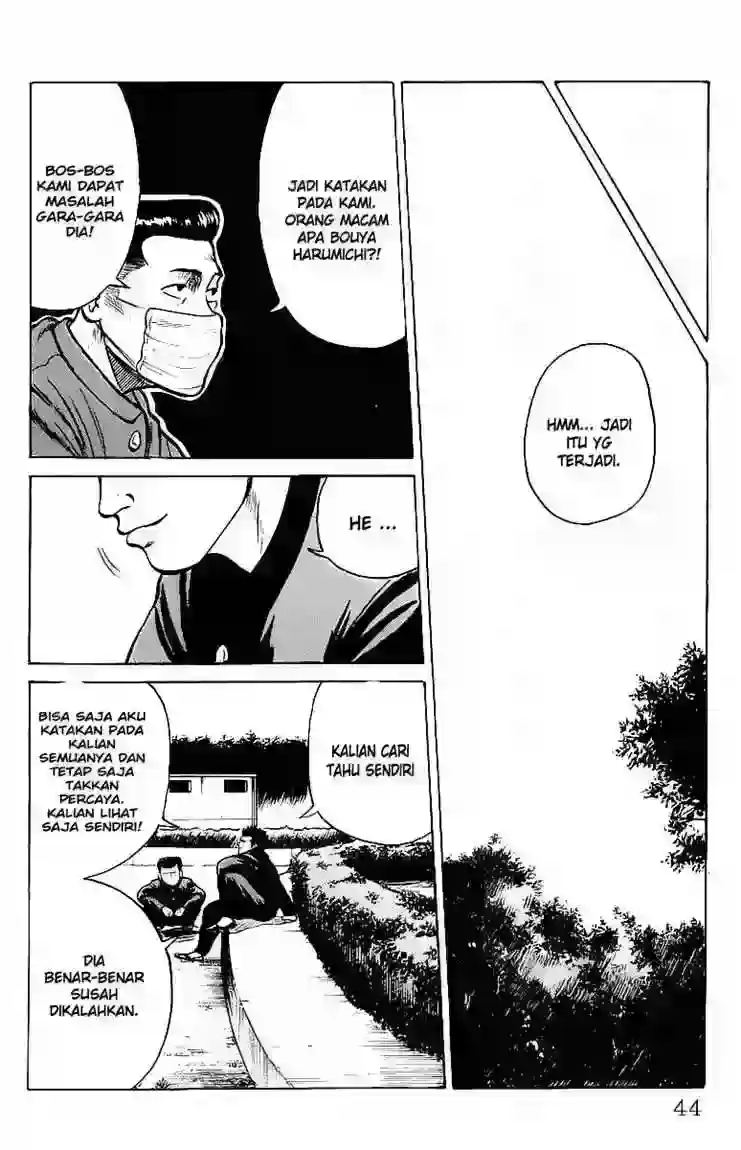 HMM... JADI
ITU YG
TERJADI.
JADI KATAKAN
PADA KAMI.
ORANG MACAM
APA BOUYA
HARUMICHI?!
BOS-BOS
KAMI DAPAT
MASALAH
GARA-GARA
DIA!
HE ...
KALIAN CARI
TAHU SENDIRI
BISA SAJA AKU
KATAKAN PADA
KALIAN
SEMUANYA DAN
TETAP SAJA
TAKKAN
PERCAYA.
KALIAN LIHAT
SAJA SENDIRI!
DIA
BENAR-BENAR
SUSAH
DIKALAHKAN.
44